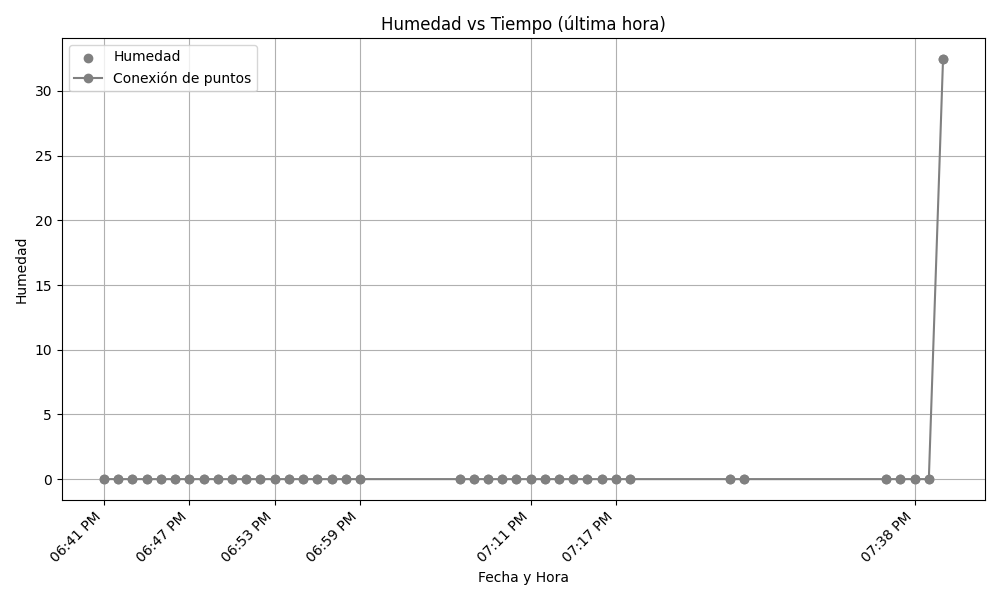 Humedad vs Tiempo (última hora)
Humedad
Conexión de puntos
30
25
20
15
10
5
0
Humedad
06:41 PM
06:47 PM
06:53 PM
06:59 PM
07:11 PM
07:17 PM
07:38 PM
Fecha y Hora